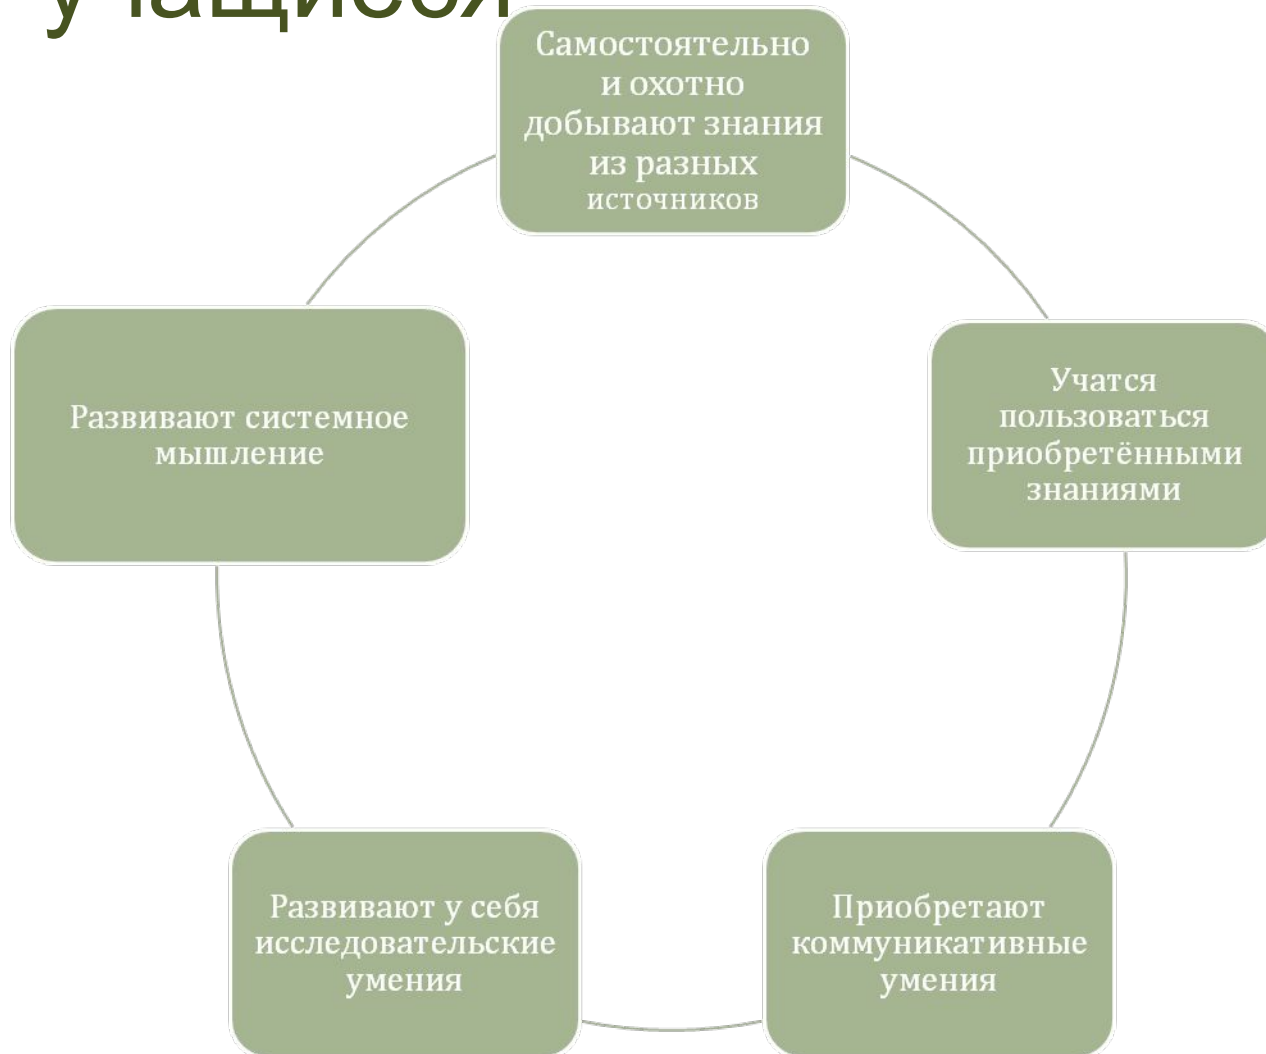 учащиеся
Самостоятельно
и охотно
добывают знания
из разных
источников
Учатся
пользоваться
приобретёнными
знаниями
Приобретают
коммуникативные
умения
Развивают у себя
исследовательские
умения
Развивают системное
мышление